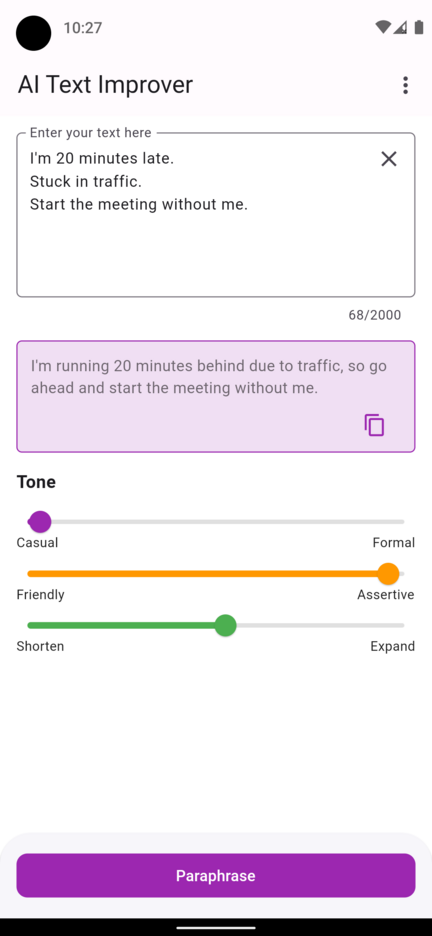 10:27
AI Text Improver
Enter your text here
I'm 20 minutes late.
Stuck in traffic.
Start the meeting without me.
68/2000
I'm running 20 minutes behind due to traffic, so go
ahead and start the meeting without me.
Tone
Casual Formal
Friendly Assertive
Shorten Expand
Paraphrase